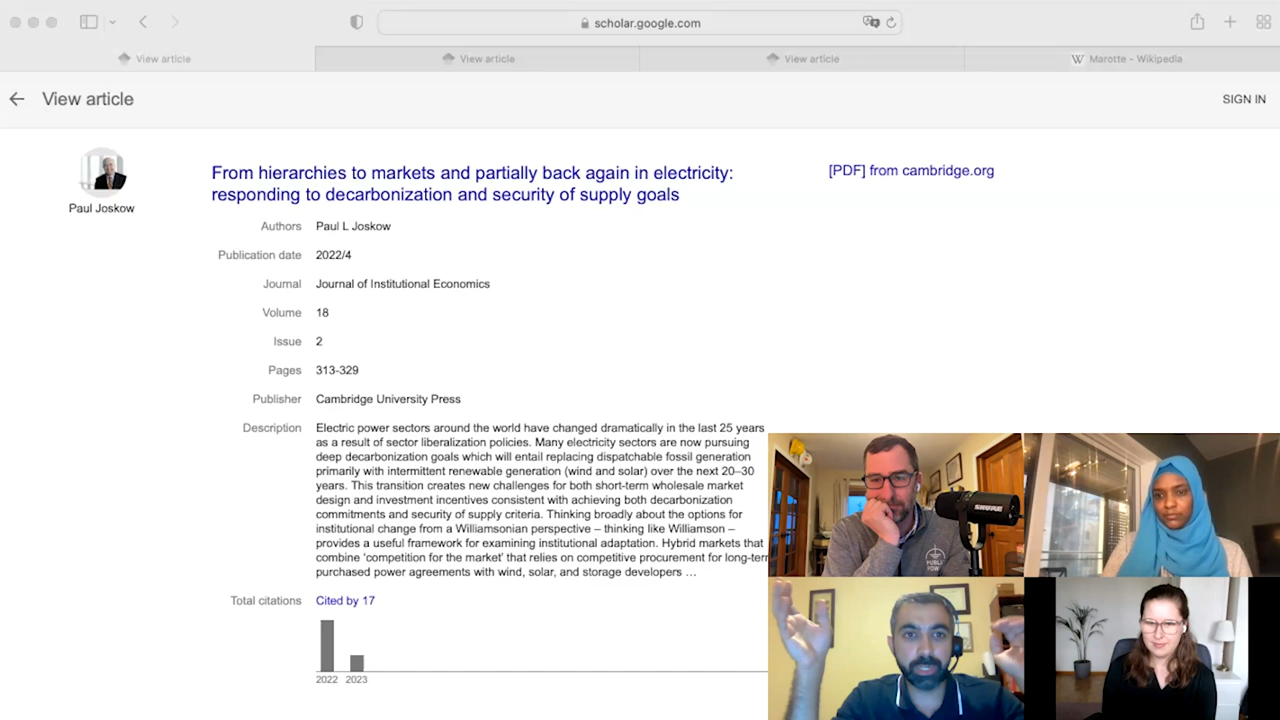 scholar.google.com
View article
View article
View article
Marotte - Wikipedia
View article
SIGN IN
Paul Joskow
From hierarchies to markets and partially back again in electricity:
responding to decarbonization and security of supply goals
[PDF] from cambridge.org
Authors Paul L Joskow
Publication date 2022/4
Journal Journal of Institutional Economics
Volume 18
Issue 2
Pages 313-329
Publisher Cambridge University Press
Description Electric power sectors around the world have changed dramatically in the last 25 years
as a result of sector liberalization policies. Many electricity sectors are now pursuing
deep decarbonization goals which will entail replacing dispatchable fossil generation
primarily with intermittent renewable generation (wind and solar) over the next 20–30
years. This transition creates new challenges for both short-term wholesale market
design and investment incentives consistent with achieving both decarbonization
commitments and security of supply criteria. Thinking broadly about the options for
institutional change from a Williamsonian perspective – thinking like Williamson –
provides a useful framework for examining institutional adaptation. Hybrid markets that
combine ‘competition for the market’ that relies on competitive procurement for long-term
purchased power agreements with wind, solar, and storage developers …
Total citations Cited by 17
2022 2023
SHURE